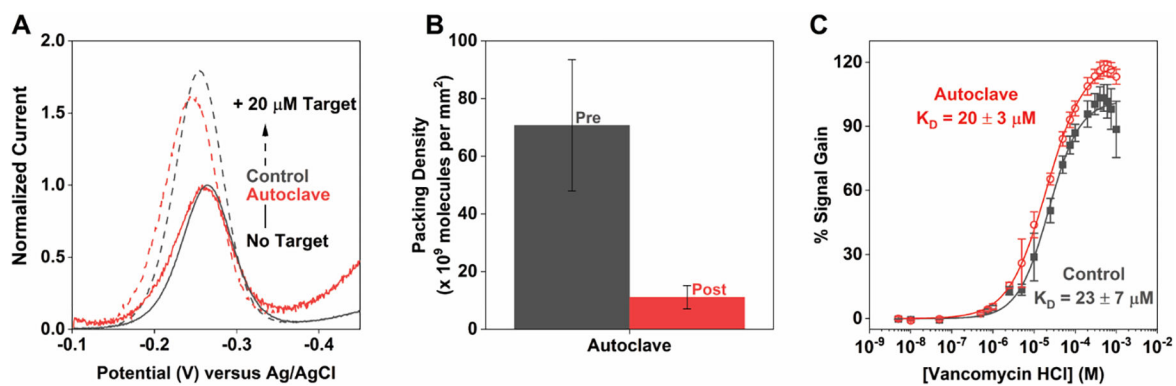 A
Normalized Current
2.0
1.5
1.0
0.5
0.0
+ 20 μM Target
Control
Autoclave
No Target
-0.1
-0.2
-0.3
-0.4
Potential (V) versus Ag/AgCl
B
Packing Density
(x 10⁹ molecules per mm²)
100
80
60
40
20
0
Pre
Post
Autoclave
C
% Signal Gain
120
90
60
30
0
Autoclave
K_D = 20 ± 3 μM
Control
K_D = 23 ± 7 μM
10⁻⁹
10⁻⁸
10⁻⁷
10⁻⁶
10⁻⁵
10⁻⁴
10⁻³
10⁻²
[Vancomycin HCl] (M)